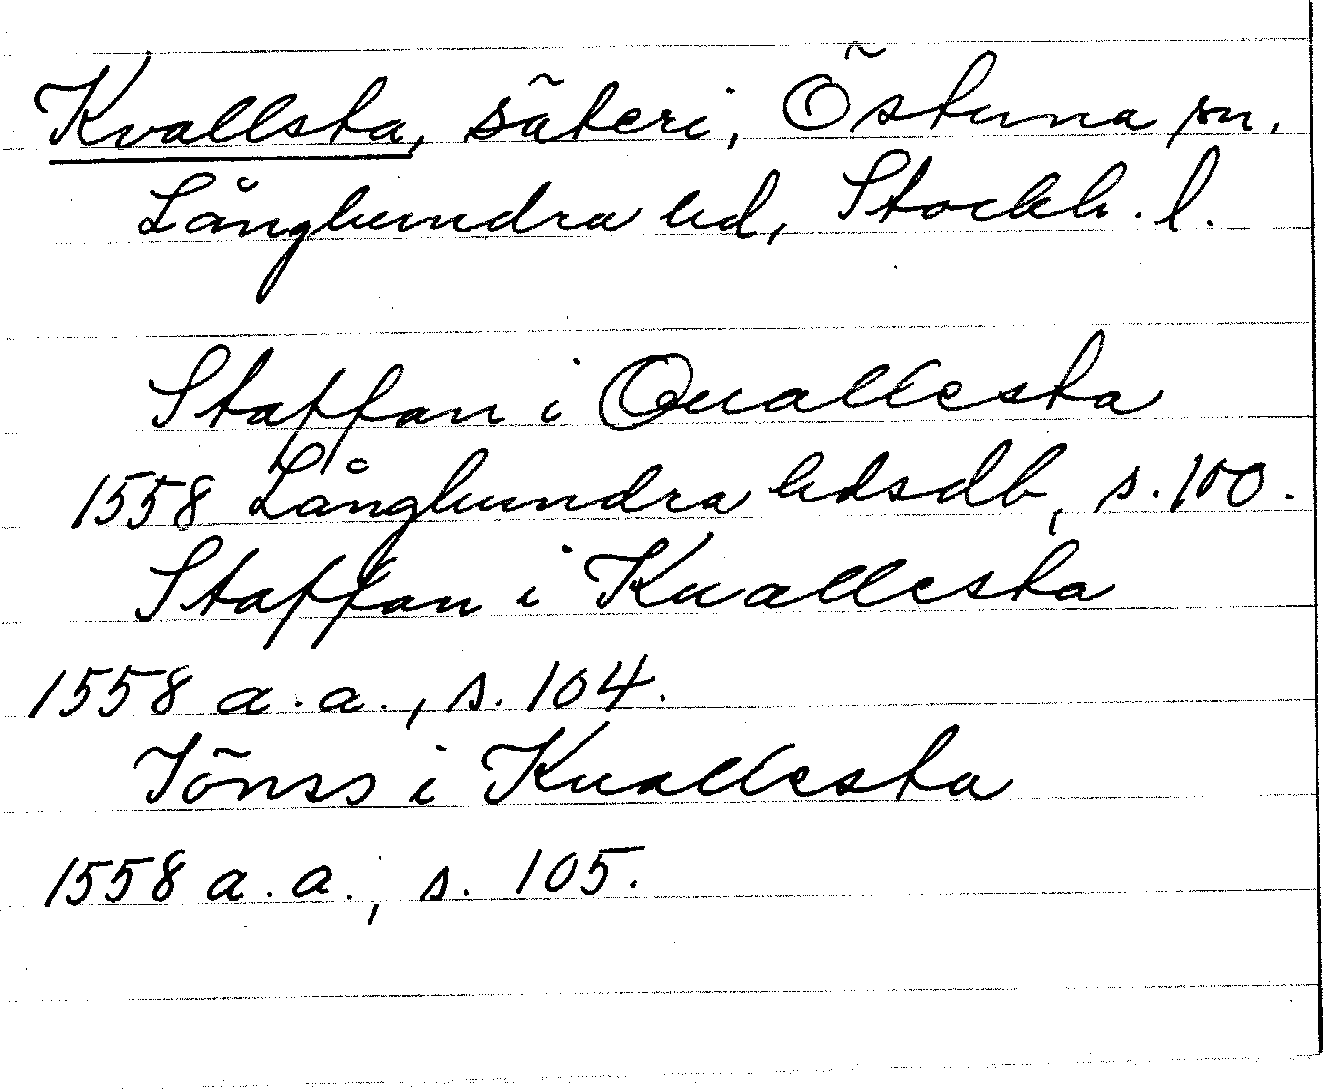 Kvallsta, säteri, Östuna sn.
Långhundra hd, Stockh. l.
Staffan i Quallesta
1558 Långhundra hdsdb, s. 100.
Staffan i Kuallesta
1558 a. a., s. 104.
Jönss i Kuallesta
1558 a. a., s. 105.